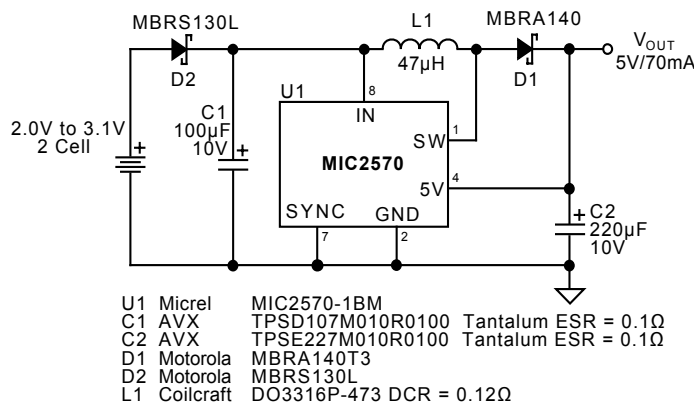 MBRS130L
L1
MBRA140
VOUT
5V/70mA
D2
47µH
D1
U1
8
IN
C1
100µF
10V
2.0V to 3.1V
2 Cell
SW
1
MIC2570
5V
4
SYNC
GND
7
2
C2
220µF
10V
U1 Micrel MIC2570-1BM
C1 AVX TPSD107M010R0100 Tantalum ESR = 0.1Ω
C2 AVX TPSE227M010R0100 Tantalum ESR = 0.1Ω
D1 Motorola MBRA140T3
D2 Motorola MBRS130L
L1 Coilcraft DO3316P-473 DCR = 0.12Ω